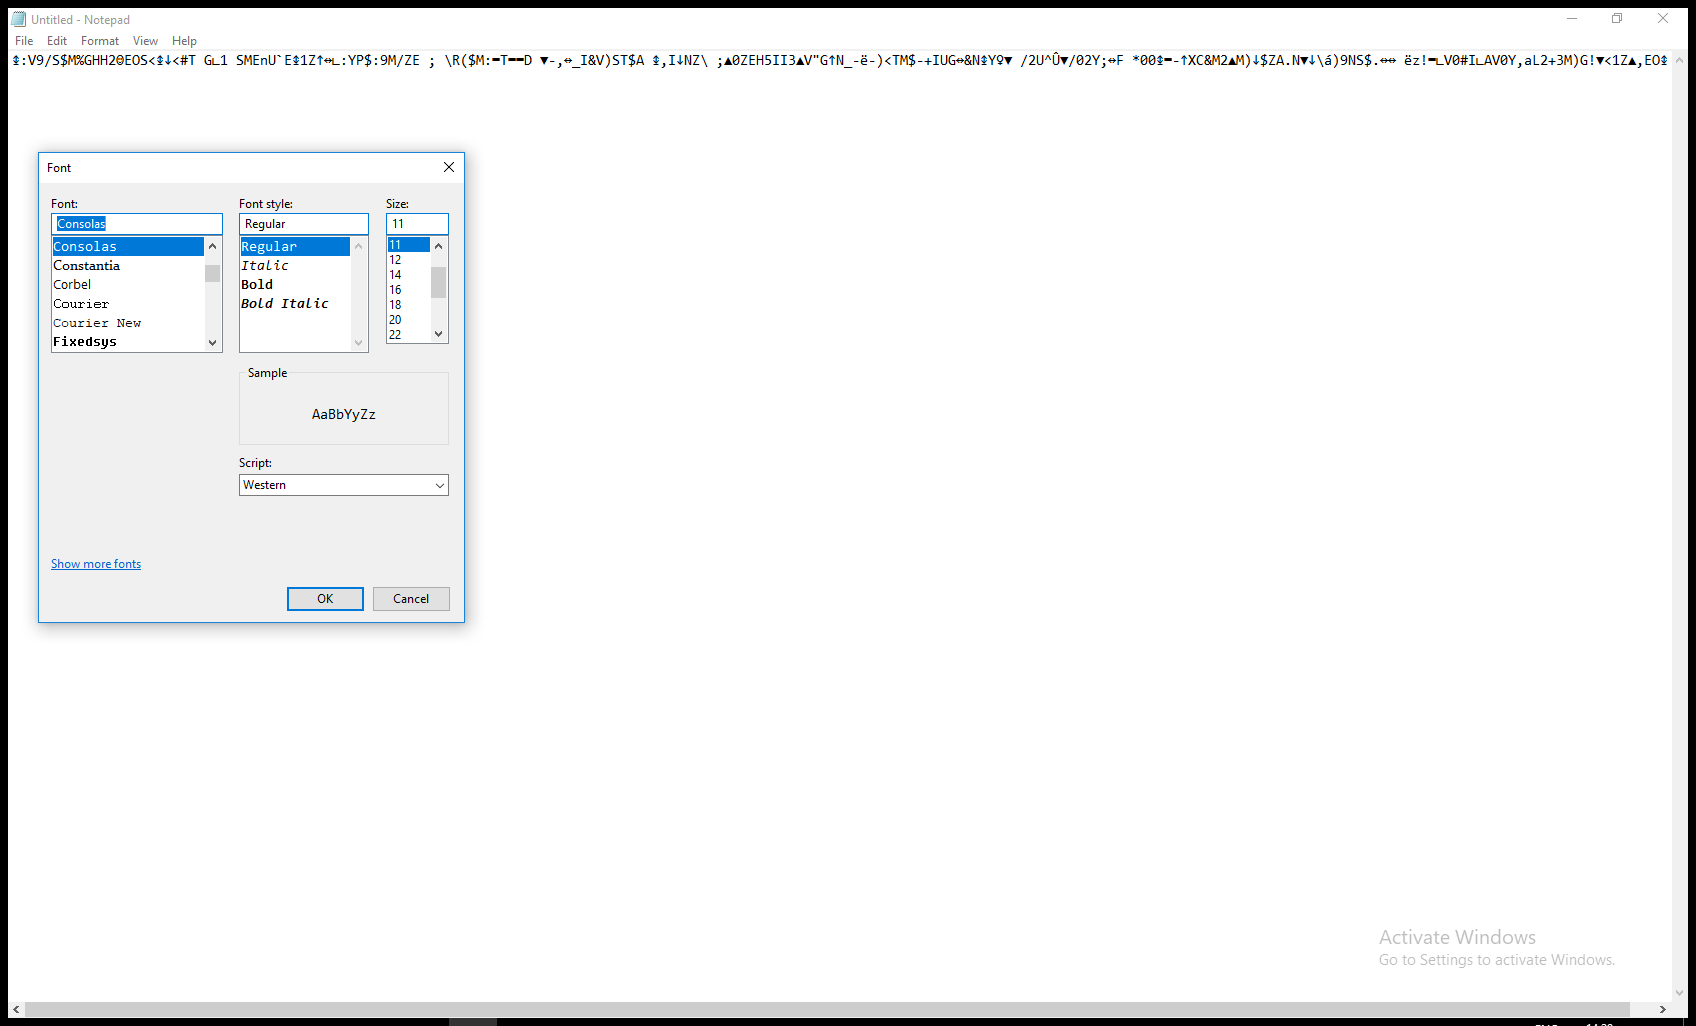 Untitled - Notepad
File Edit Format View Help
↨:V9/S$M%GHH20EOS<↨↓<#T G∟1 SMEnU`E↨1Z↑↔∟:YP$:9M/ZE ; \R($M:▬T▬▬D ▼-,↔_I&V)ST$A ↨,I↓NZ\ ;▲0ZEH5II3▲V"G↑N_-ë-)<TM$-+IUG↔&N↨Y♀▼ /2U^Û▼/02Y;↔F *00↨▬-↑XC&M2▲M)↓$ZA.N▼↓\á)9NS$.↔↔ ëz!▬∟V0#I∟AV0Y,aL2+3M)G!▼<1Z▲,EO↨
Font
Font:
Font style:
Size:
Consolas
Regular
11
Consolas
Constantia
Corbel
Courier
Courier New
Fixedsys
Regular
Italic
Bold
Bold Italic
11
12
14
16
18
20
22
Sample
AaBbYyZz
Script:
Western
Show more fonts
OK
Cancel
Activate Windows
Go to Settings to activate Windows.